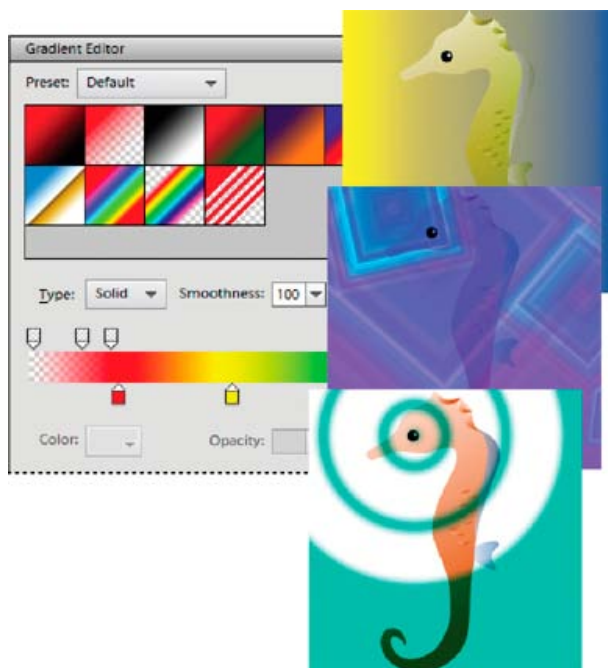 Gradient Editor
Preset: Default
Type: Solid Smoothness: 100
Color: Opacity: